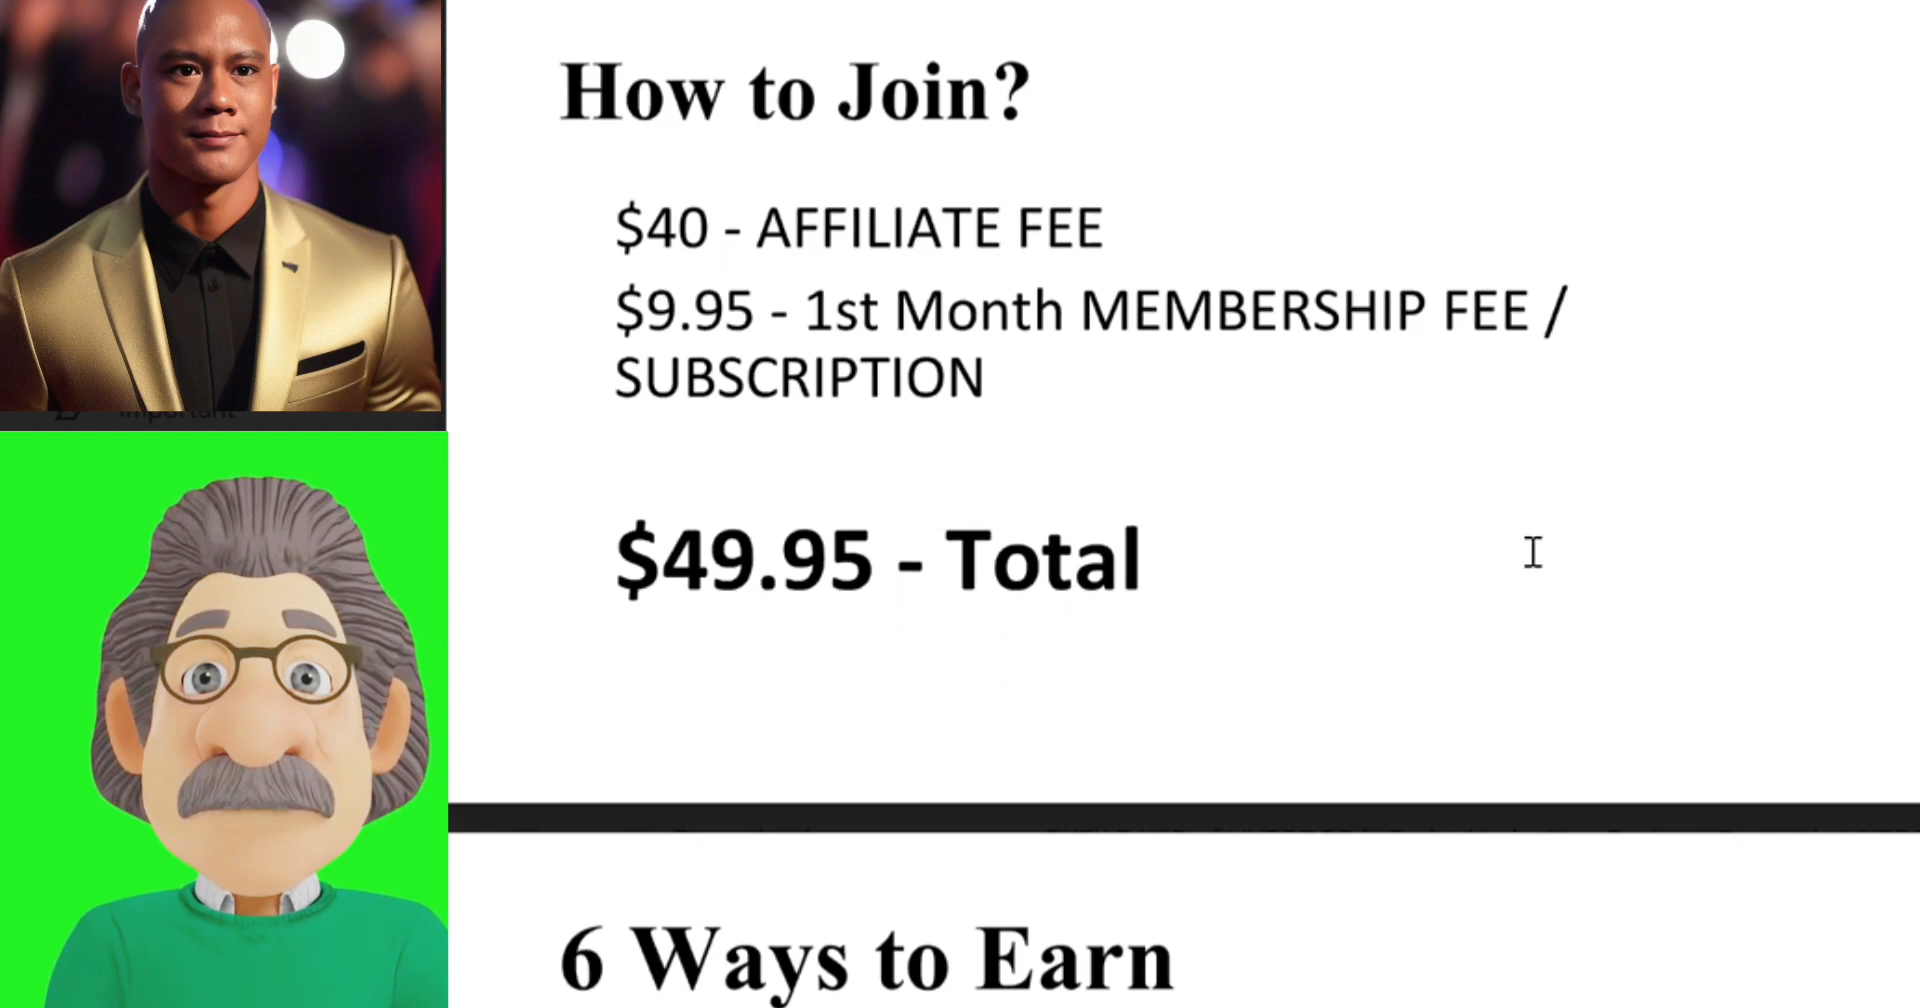 How to Join?
$40 - AFFILIATE FEE
$9.95 - 1st Month MEMBERSHIP FEE /
SUBSCRIPTION
$49.95 - Total
6 Ways to Earn
Important